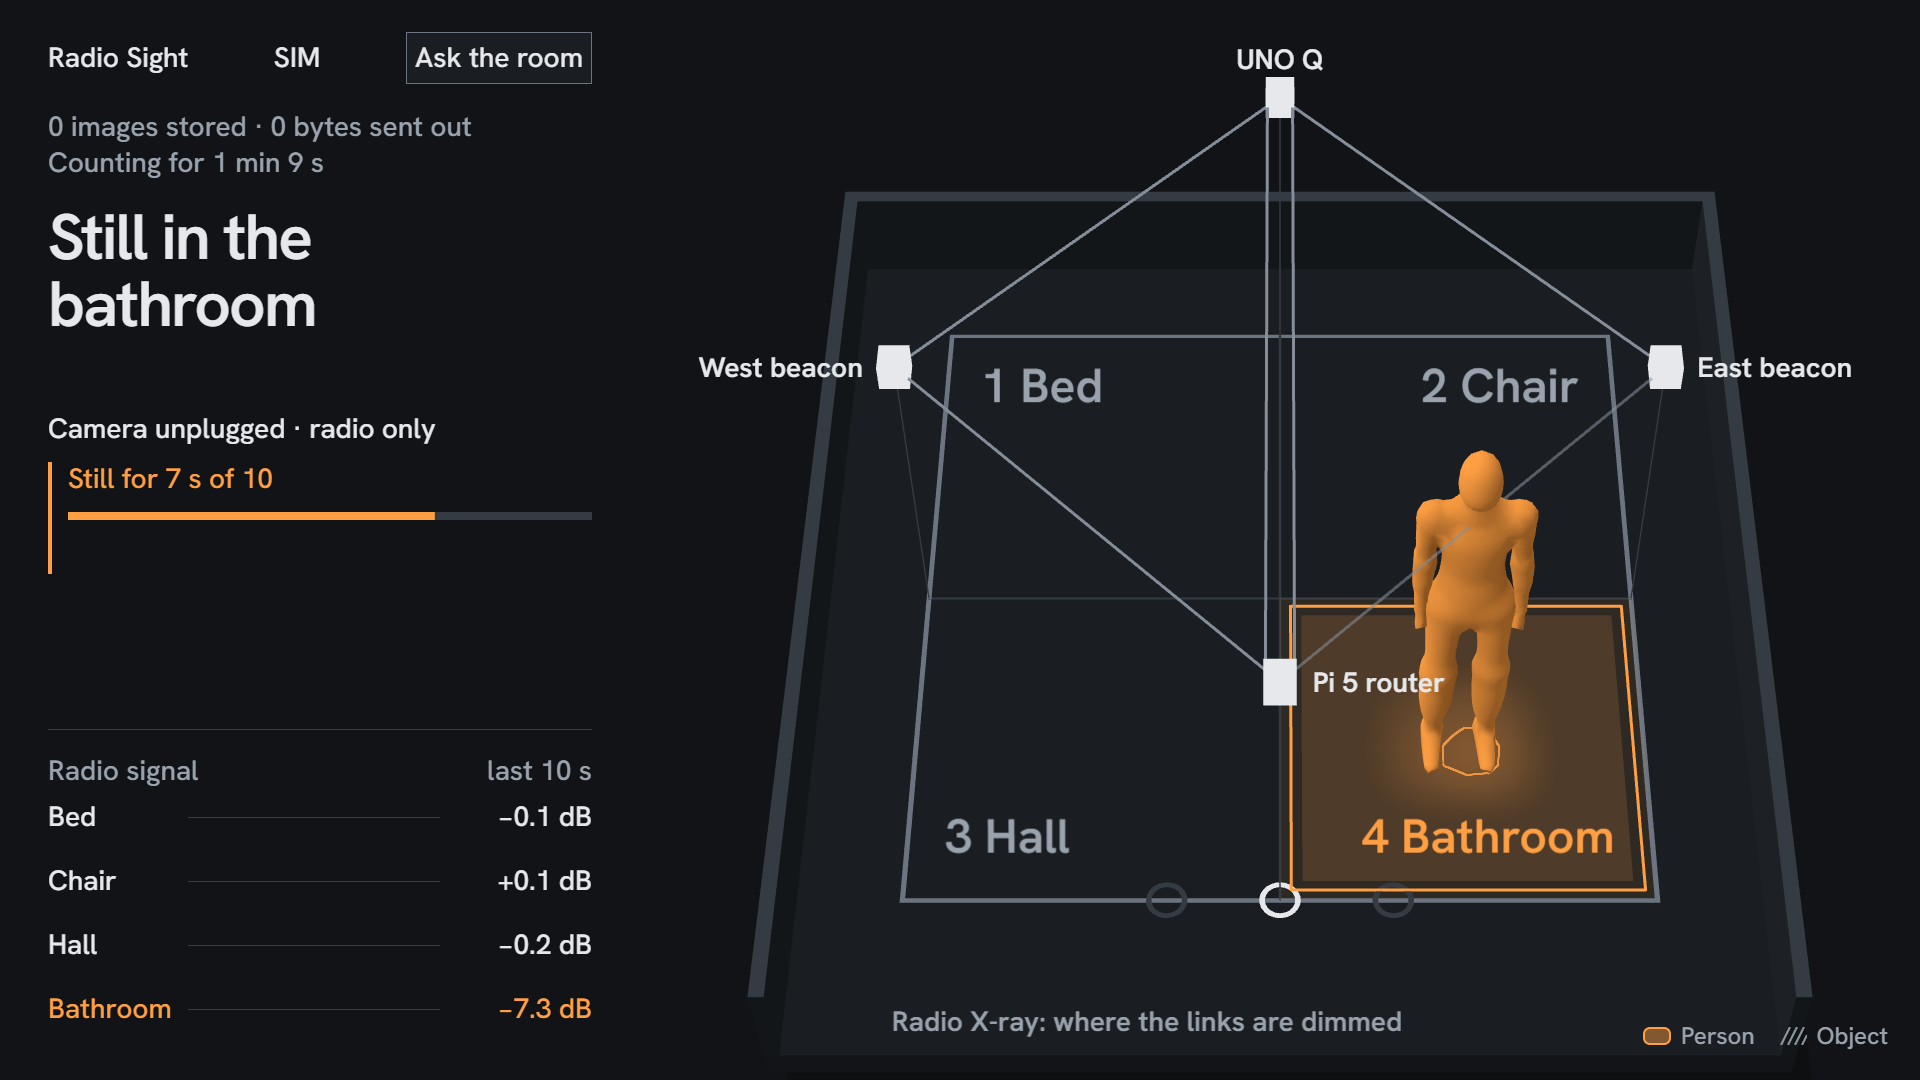 Radio Sight
SIM
Ask the room
0 images stored · 0 bytes sent out
Counting for 1 min 9 s
Still in the
bathroom
Camera unplugged · radio only
Still for 7 s of 10
Radio signal last 10 s
Bed −0.1 dB
Chair +0.1 dB
Hall −0.2 dB
Bathroom −7.3 dB
UNO Q
West beacon
East beacon
1 Bed
2 Chair
Pi 5 router
3 Hall
4 Bathroom
Radio X-ray: where the links are dimmed
Person
Object